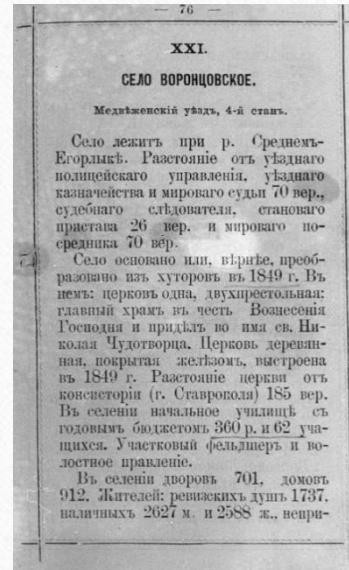 — 76 —
XXI.
СЕЛО ВОРОНЦОВСКОЕ.
Медвѣженскій уѣздъ, 4-й станъ.
Село лежитъ при р. Среднемъ-
Егорлыкѣ. Разстояніе отъ уѣзднаго
полицейскаго управленія, уѣзднаго
казначейства и мироваго судьи 70 вер.,
судебнаго слѣдователя, становаго
пристава 26 вер. и мироваго по-
средника 70 вер.
Село основано или, вѣрнѣе, преоб-
разовано изъ хуторовъ въ 1849 г. Въ
немъ: церковъ одна, двухпрестольная:
главный храмъ въ честь Вознесенія
Господня и придѣлъ во имя св. Ни-
колая Чудотворца. Церковь деревян-
ная, покрытая желѣзомъ, выстроена
въ 1849 г. Разстояніе церкви отъ
консисторіи (г. Ставрополя) 185 вер.
Въ селеніи начальное училище съ
годовымъ бюджетомъ 360 р. и 62 уча-
щихся. Участковый фельдшеръ и во-
лостное правленіе.
Въ селеніи дворовъ 701, домовъ
912. Жителей: ревизскихъ душъ 1737,
наличныхъ 2627 м. и 2588 ж., непри-